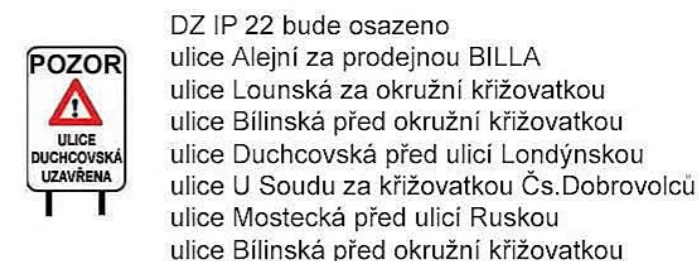 POZOR
!
ULICE
DUCHCOVSKÁ
UZAVŘENA
DZ IP 22 bude osazeno
ulice Alejní za prodejnou BILLA
ulice Lounská za okružní křižovatkou
ulice Bílinská před okružní křižovatkou
ulice Duchcovská před ulicí Londýnskou
ulice U Soudu za křižovatkou Čs.Dobrovolců
ulice Mostecká před ulicí Ruskou
ulice Bílinská před okružní křižovatkou